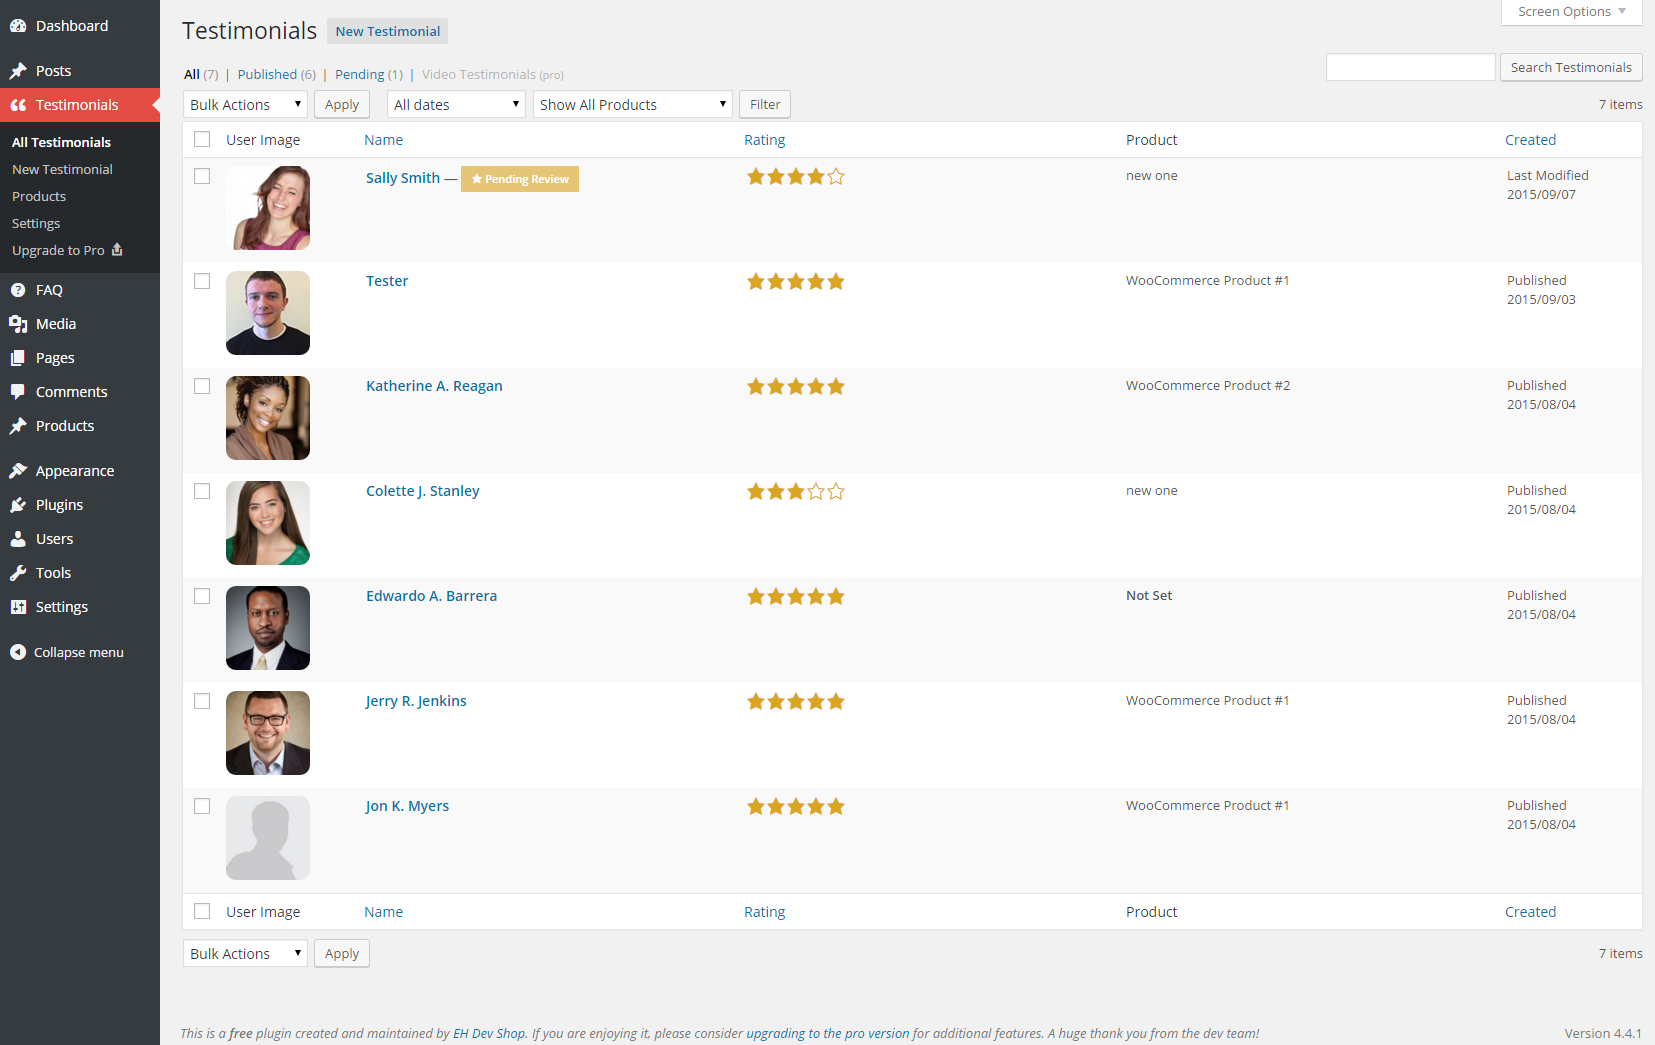 Dashboard
Posts
Testimonials
All Testimonials
New Testimonial
Products
Settings
Upgrade to Pro
FAQ
Media
Pages
Comments
Products
Appearance
Plugins
Users
Tools
Settings
Collapse menu
Screen Options
Testimonials New Testimonial
All (7) | Published (6) | Pending (1) | Video Testimonials (pro)
Search Testimonials
Bulk Actions Apply All dates Show All Products Filter 7 items
User Image Name Rating Product Created
Sally Smith — Pending Review new one Last Modified
2015/09/07
Tester WooCommerce Product #1 Published
2015/09/03
Katherine A. Reagan WooCommerce Product #2 Published
2015/08/04
Colette J. Stanley new one Published
2015/08/04
Edwardo A. Barrera Not Set Published
2015/08/04
Jerry R. Jenkins WooCommerce Product #1 Published
2015/08/04
Jon K. Myers WooCommerce Product #1 Published
2015/08/04
User Image Name Rating Product Created
Bulk Actions Apply 7 items
This is a free plugin created and maintained by EH Dev Shop. If you are enjoying it, please consider upgrading to the pro version for additional features. A huge thank you from the dev team! Version 4.4.1